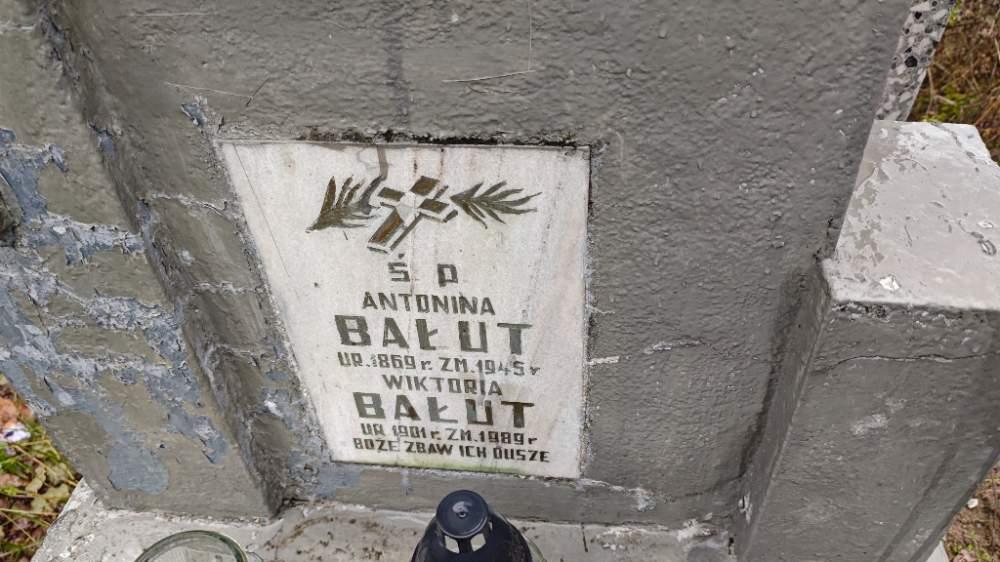 Ś P
ANTONINA
BAŁUT
UR. 1869 r. ZM. 1945 r
WIKTORIA
BAŁUT
UR. 1901 r. ZM. 1989 r
BOŻE ZBAW ICH DUSZE